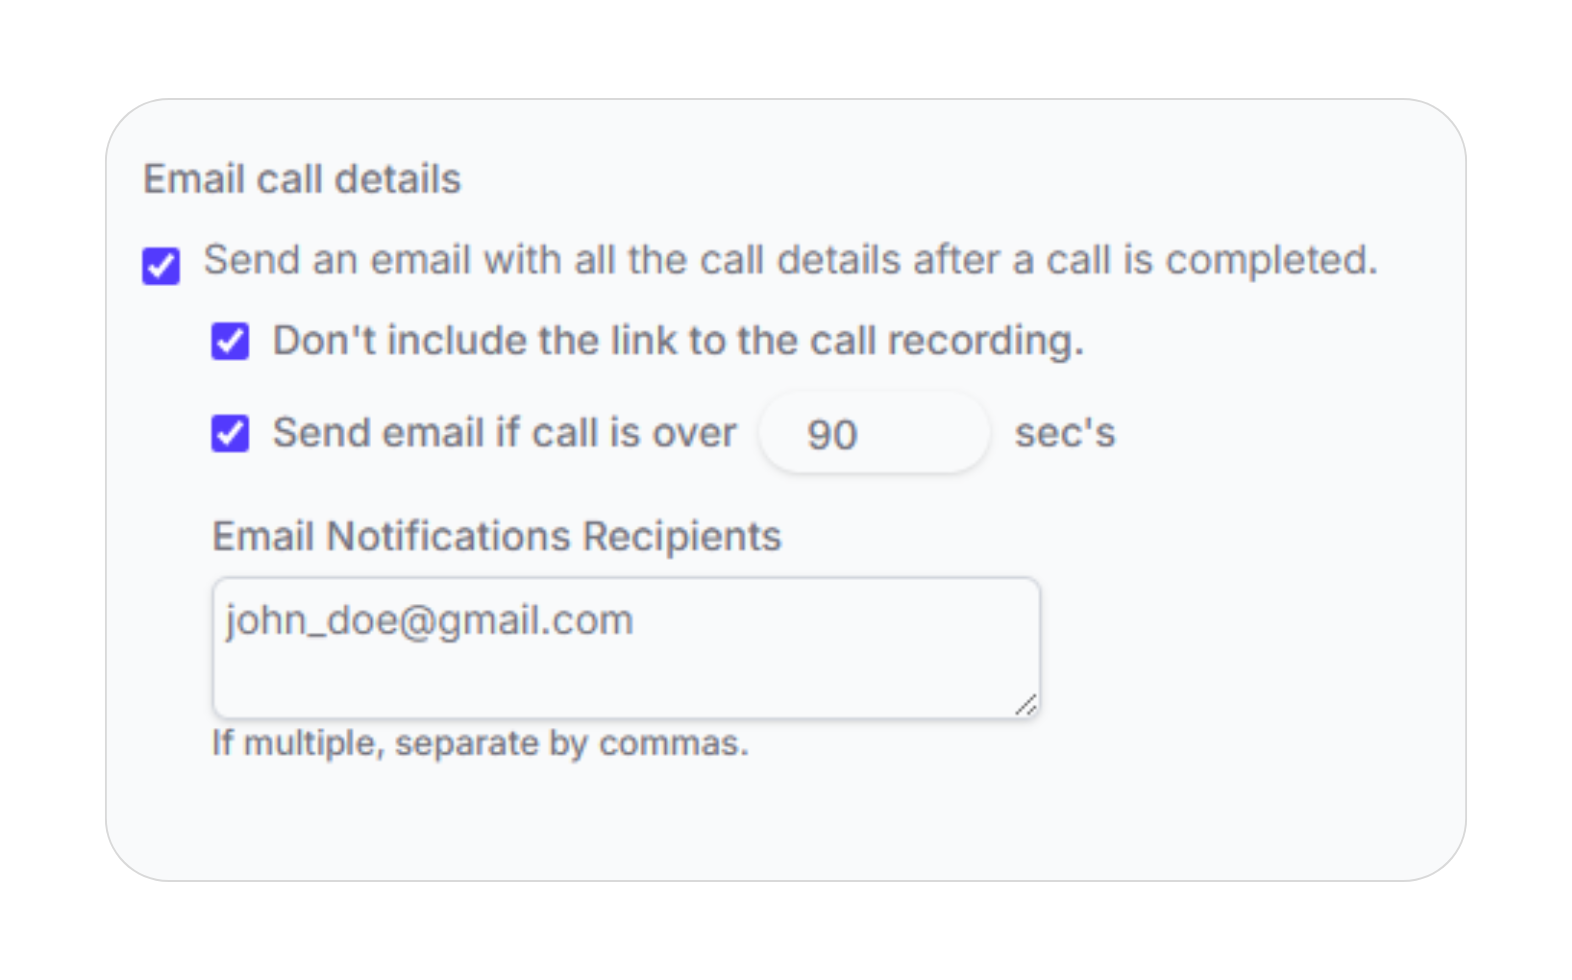 Email call details
Send an email with all the call details after a call is completed.
Don't include the link to the call recording.
Send email if call is over 90 sec's
Email Notifications Recipients
john_doe@gmail.com
If multiple, separate by commas.